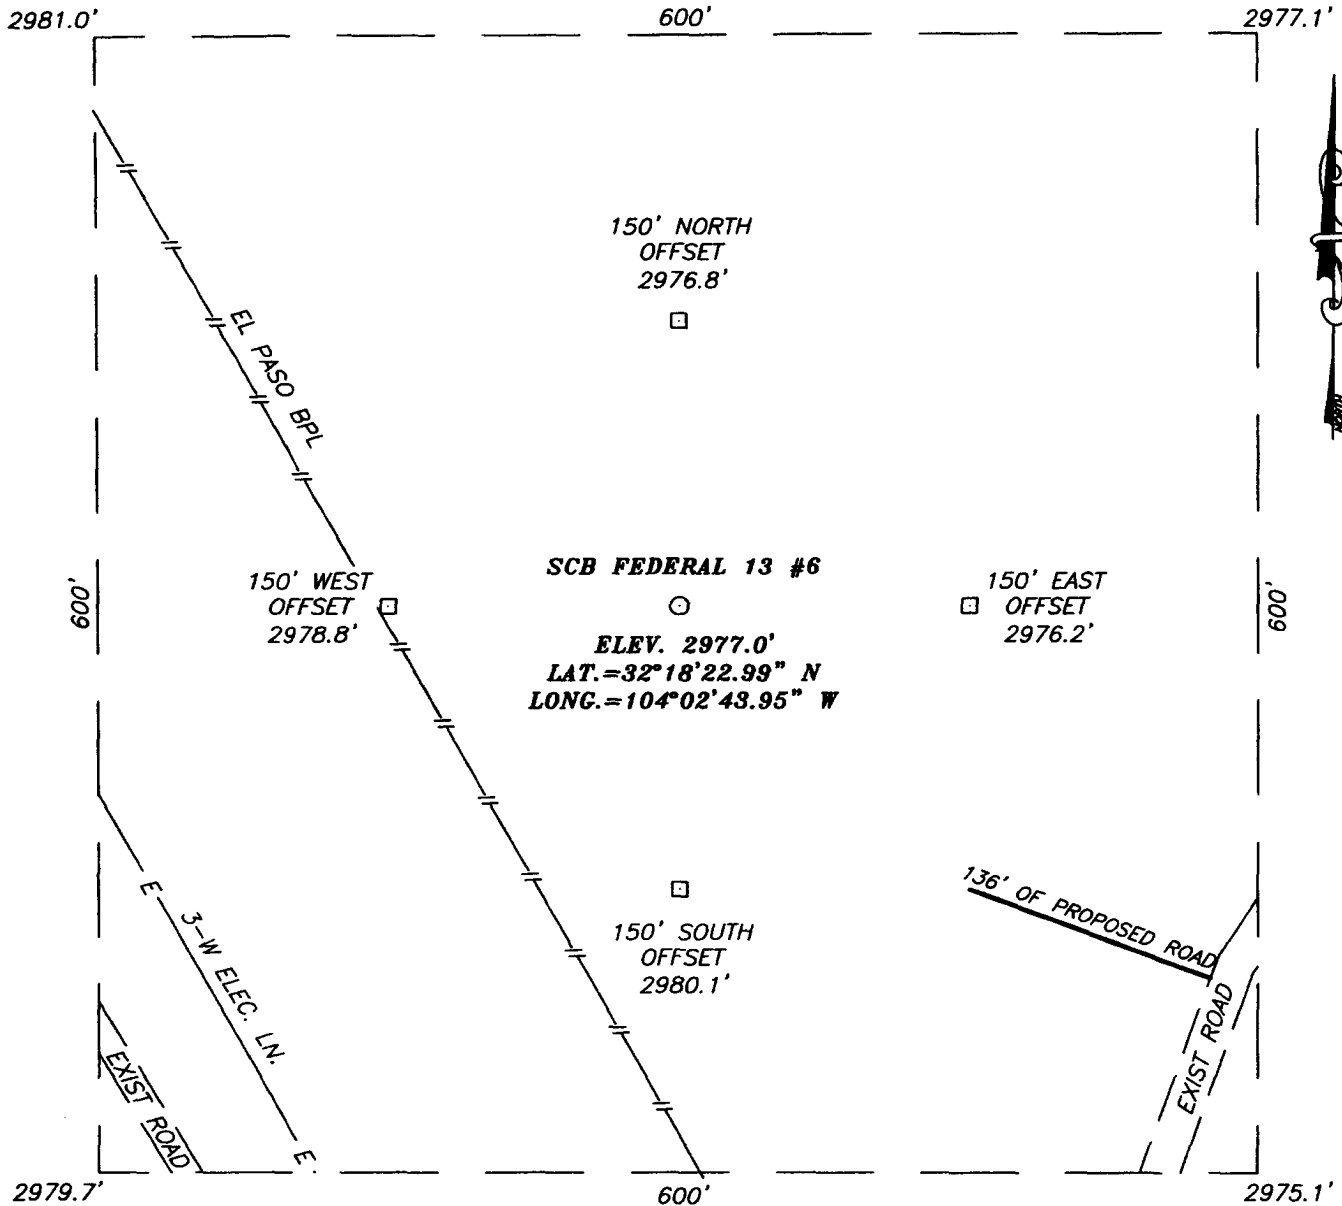 2981.0'
600'
2977.1'
150' NORTH
OFFSET
2976.8'
EL PASO BPL
NORTH
600'
150' WEST
OFFSET
2978.8'
SCB FEDERAL 13 #6
ELEV. 2977.0'
LAT.=32°18'22.99" N
LONG.=104°02'43.95" W
150' EAST
OFFSET
2976.2'
600'
150' SOUTH
OFFSET
2980.1'
136' OF PROPOSED ROAD
E
3-W ELEC. LN.
E
EXIST ROAD
EXIST ROAD
2979.7'
600'
2975.1'